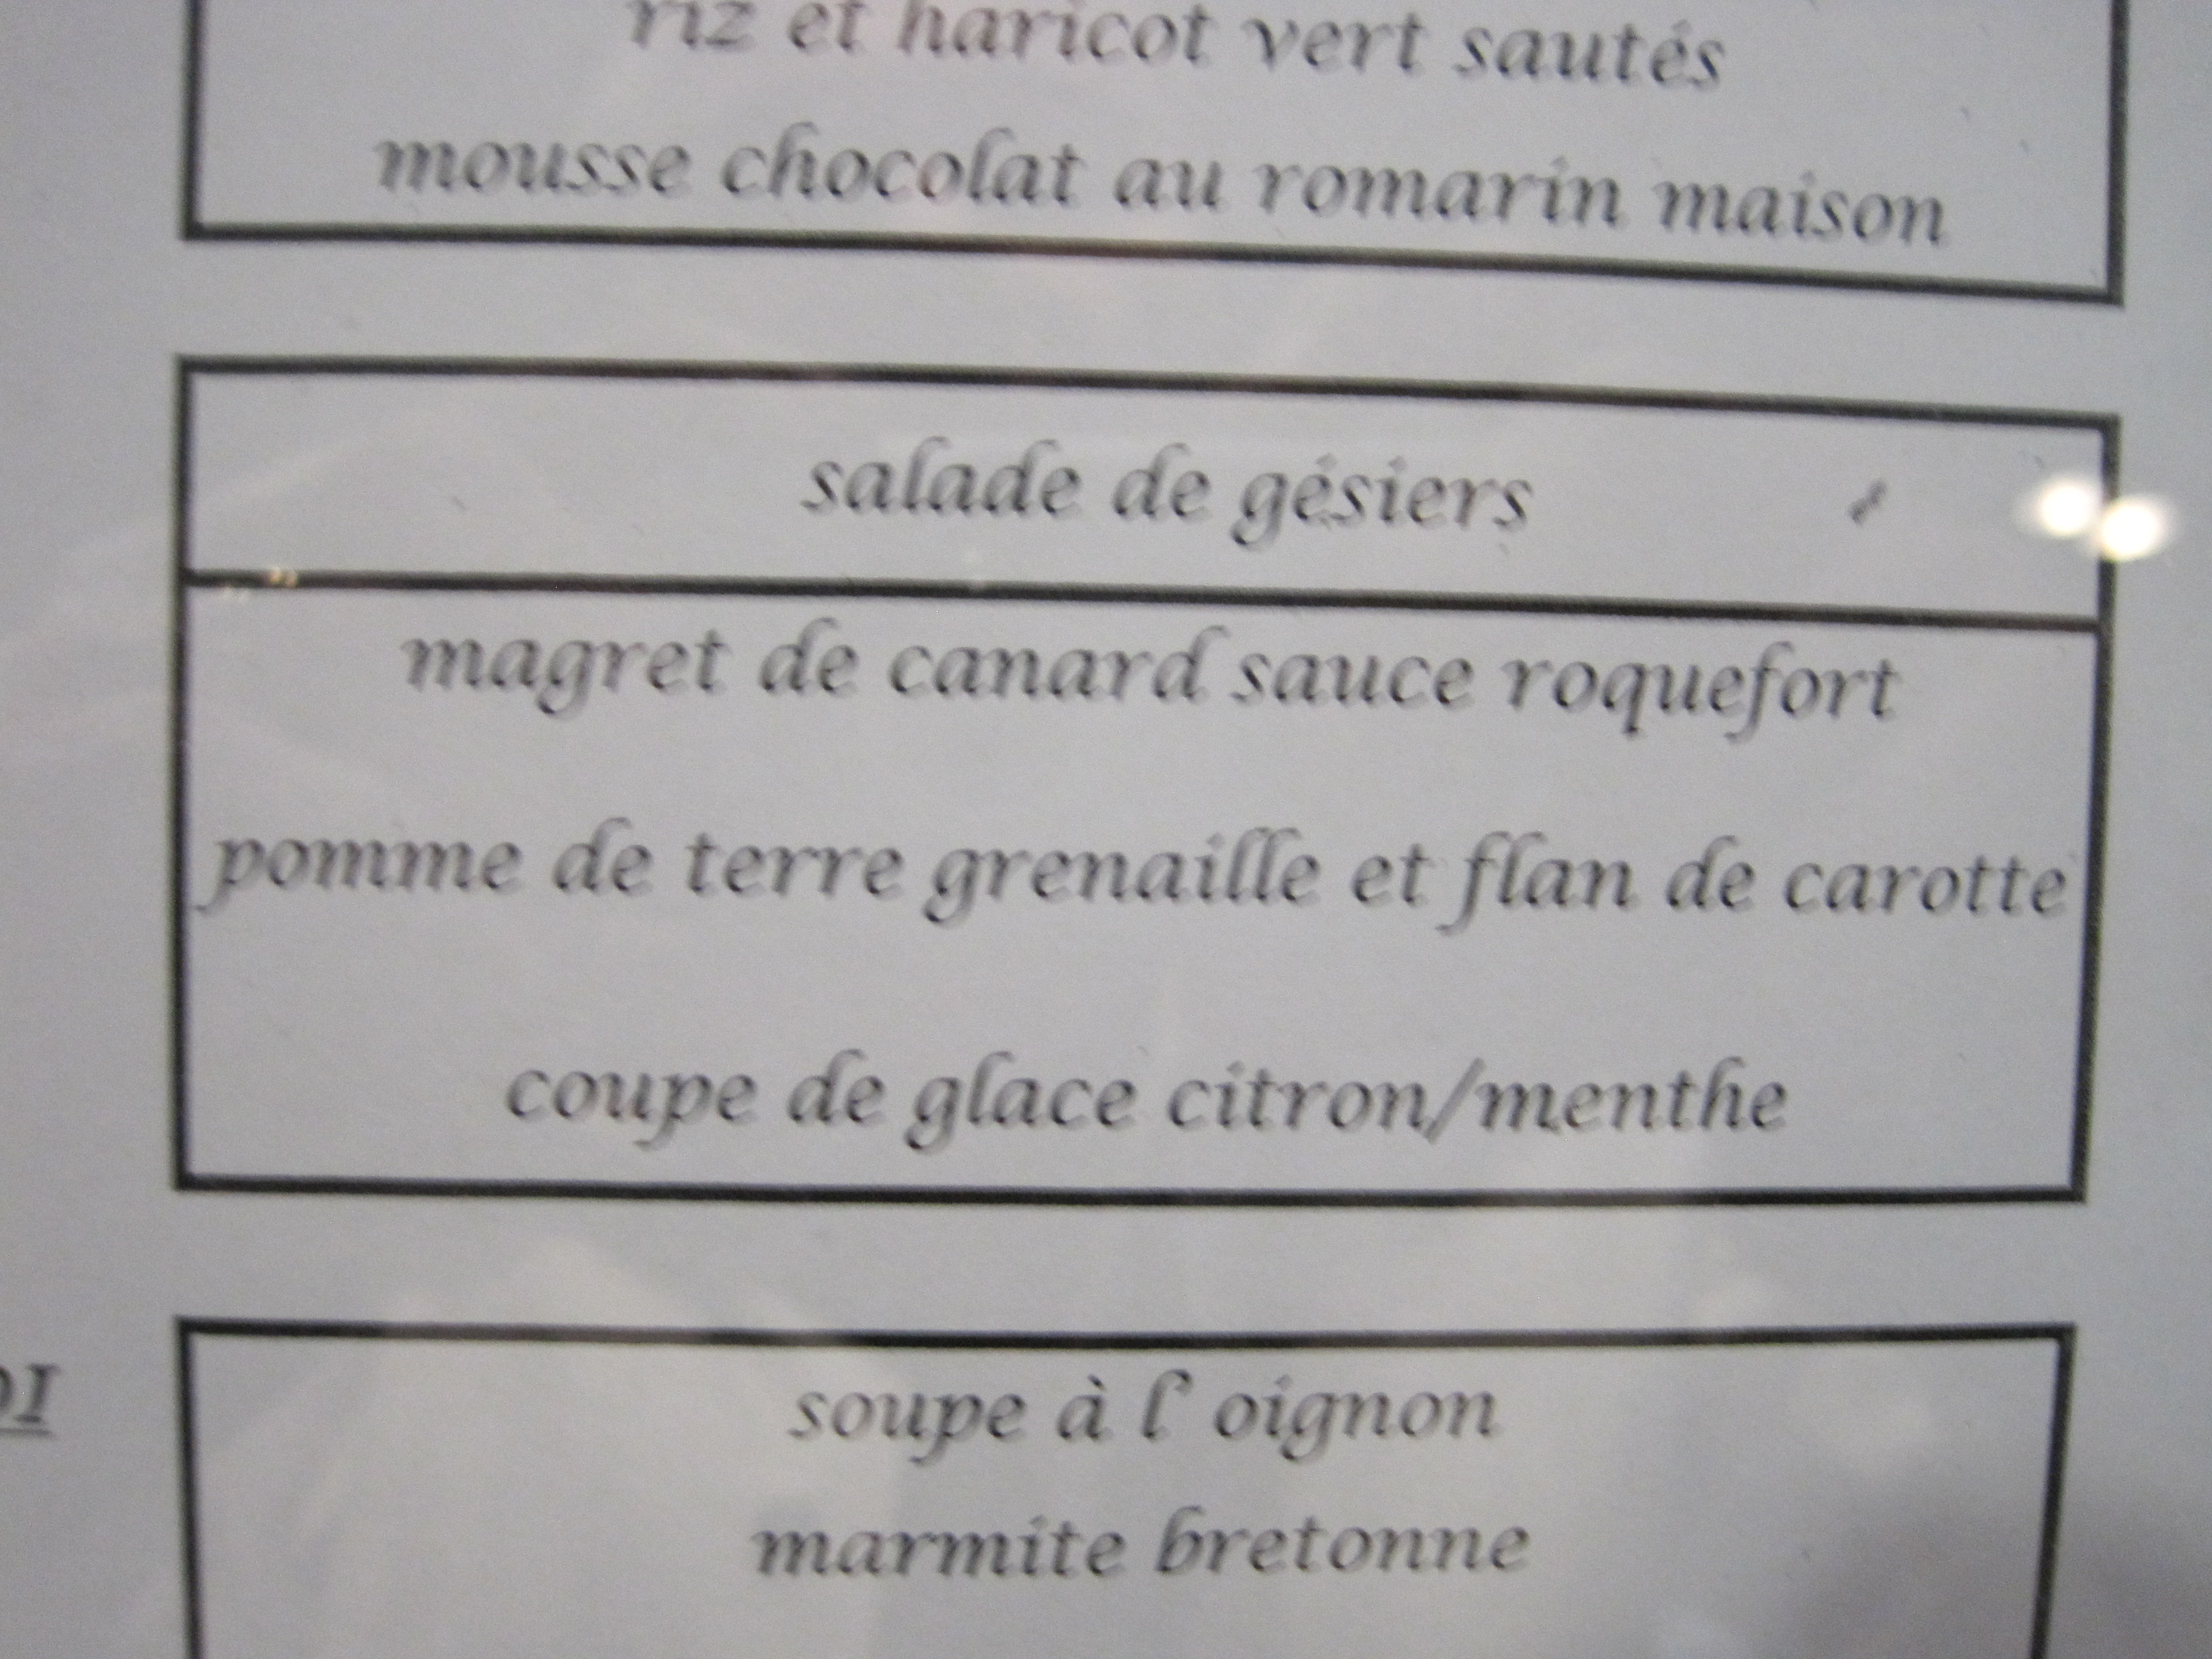 riz et haricot vert sautés
mousse chocolat au romarin maison
salade de gésiers
magret de canard sauce roquefort
pomme de terre grenaille et flan de carotte
coupe de glace citron/menthe
soupe à l' oignon
marmite bretonne